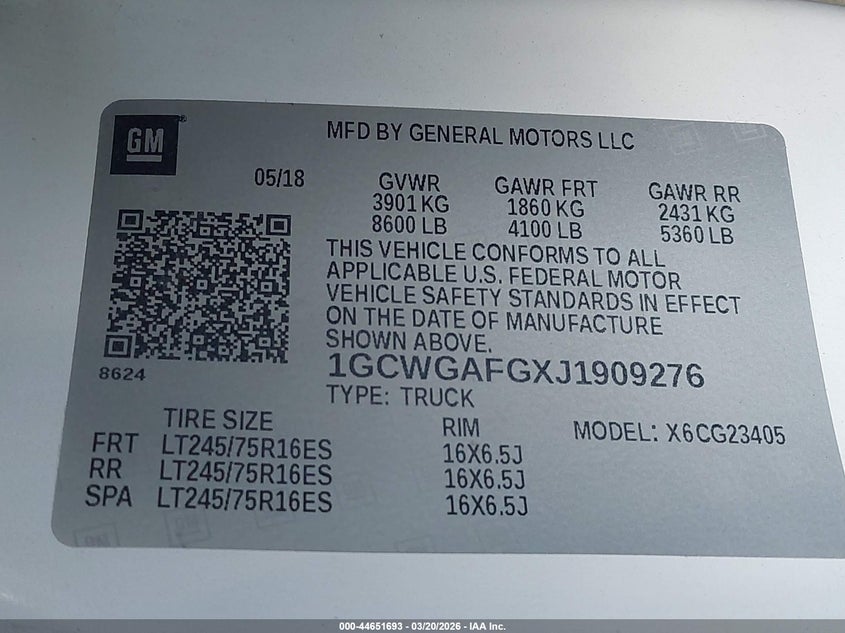 GM
MFD BY GENERAL MOTORS LLC
05/18
GVWR
3901 KG
8600 LB
GAWR FRT
1860 KG
4100 LB
GAWR RR
2431 KG
5360 LB
THIS VEHICLE CONFORMS TO ALL
APPLICABLE U.S. FEDERAL MOTOR
VEHICLE SAFETY STANDARDS IN EFFECT
ON THE DATE OF MANUFACTURE
SHOWN ABOVE.
8624
1GCWGAFGXJ1909276
TYPE: TRUCK
TIRE SIZE
RIM
MODEL: X6CG23405
FRT LT245/75R16ES 16X6.5J
RR LT245/75R16ES 16X6.5J
SPA LT245/75R16ES 16X6.5J
000-44651693 - 03/20/2026 - IAA Inc.